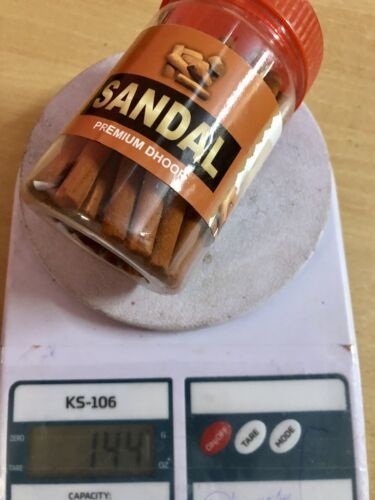 SANDAL
PREMIUM DHOOP
KS-106
ZERO
TARE
144
G
OZ
ON/OFF
TARE
MODE
CAPACITY: